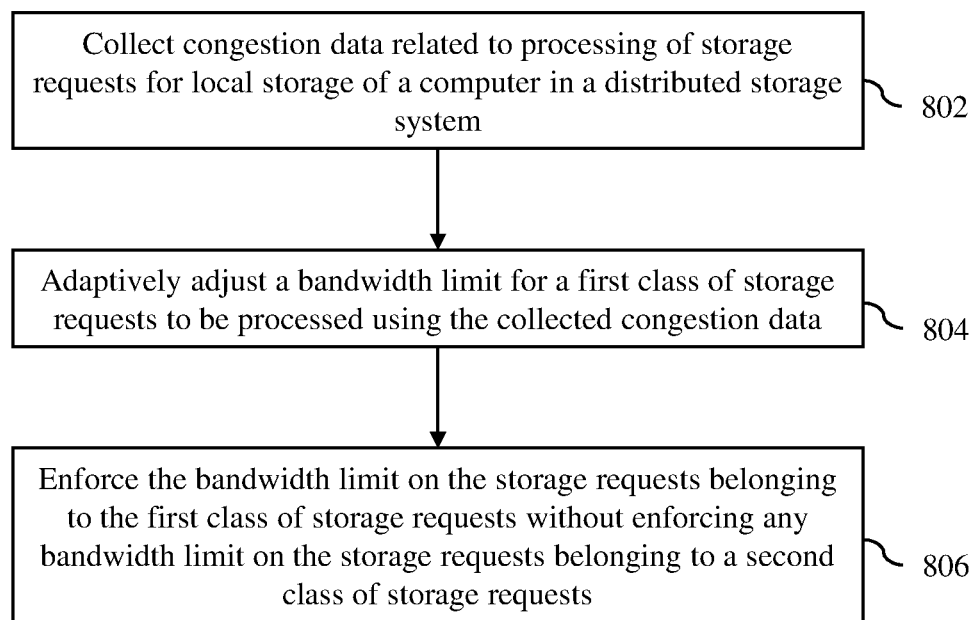 Collect congestion data related to processing of storage
requests for local storage of a computer in a distributed storage
system
802
Adaptively adjust a bandwidth limit for a first class of storage
requests to be processed using the collected congestion data
804
Enforce the bandwidth limit on the storage requests belonging
to the first class of storage requests without enforcing any
bandwidth limit on the storage requests belonging to a second
class of storage requests
806